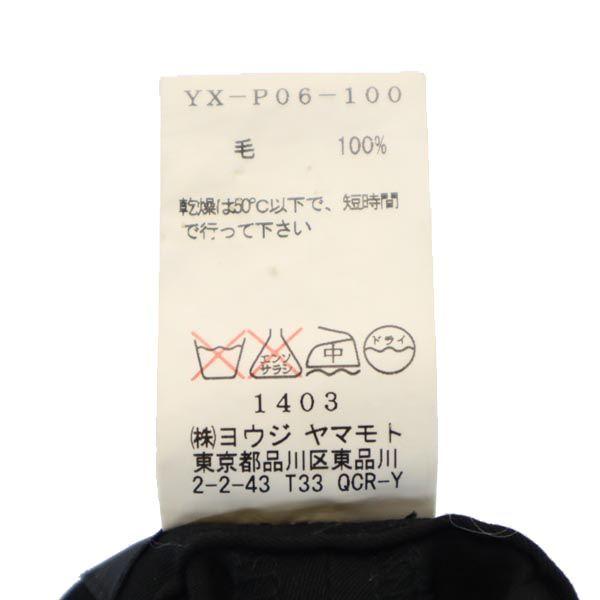 YX-P06-100
毛 100%
乾燥は50℃以下で、短時間
で行って下さい
エンソ
サラシ
中
ドライ
1403
㈱ヨウジ ヤマモト
東京都品川区東品川
2-2-43 T33 QCR-Y